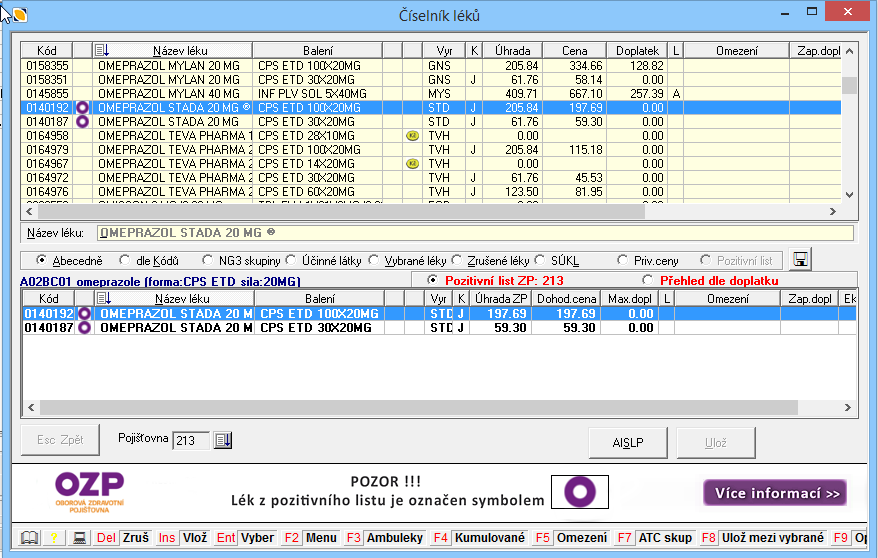 Číselník léků
Kód Název léku Balení Vyr K Úhrada Cena Doplatek L Omezení Zap.dopl
0158355 OMEPRAZOL MYLAN 20 MG CPS ETD 100X20MG GNS 205.84 334.66 128.82
0158351 OMEPRAZOL MYLAN 20 MG CPS ETD 30X20MG GNS J 61.76 58.14 0.00
0145855 OMEPRAZOL MYLAN 40 MG INF PLV SOL 5X40MG MYS 409.71 667.10 257.39 A
0140192 OMEPRAZOL STADA 20 MG ® CPS ETD 100X20MG STD J 205.84 197.69 0.00
0140187 OMEPRAZOL STADA 20 MG CPS ETD 30X20MG STD J 61.76 59.30 0.00
0164958 OMEPRAZOL TEVA PHARMA 1 CPS ETD 28X10MG Kč TVH 0.00 0.00
0164979 OMEPRAZOL TEVA PHARMA 2 CPS ETD 100X20MG TVH J 205.84 115.18 0.00
0164967 OMEPRAZOL TEVA PHARMA 2 CPS ETD 14X20MG Kč TVH 0.00 0.00
0164972 OMEPRAZOL TEVA PHARMA 2 CPS ETD 30X20MG TVH J 61.76 45.53 0.00
0164976 OMEPRAZOL TEVA PHARMA 2 CPS ETD 60X20MG TVH J 123.50 81.95 0.00
Název léku: OMEPRAZOL STADA 20 MG ®
Abecedně dle Kódů NG3 skupiny Účinné látky Vybrané léky Zrušené léky SÚKL Priv.ceny Pozitivní list
A02BC01 omeprazole (forma:CPS ETD sila:20MG) Pozitivní list ZP: 213 Přehled dle doplatku
Kód Název léku Balení Vyr K Úhrada ZP Dohod.cena Max.dopl L Omezení Zap.dopl Ek
0140192 OMEPRAZOL STADA 20 M CPS ETD 100X20MG STD J 197.69 197.69 0.00
0140187 OMEPRAZOL STADA 20 M CPS ETD 30X20MG STD J 59.30 59.30 0.00
Esc Zpět Pojišťovna 213 AISLP Ulož
OZP
OBOROVÁ ZDRAVOTNÍ
POJIŠŤOVNA
POZOR !!!
Lék z pozitivního listu je označen symbolem
Více informací >>
? Del Zruš Ins Vlož Ent Vyber F2 Menu F3 Ambuleky F4 Kumulované F5 Omezení F7 ATC skup F8 Ulož mezi vybrané F9 Op